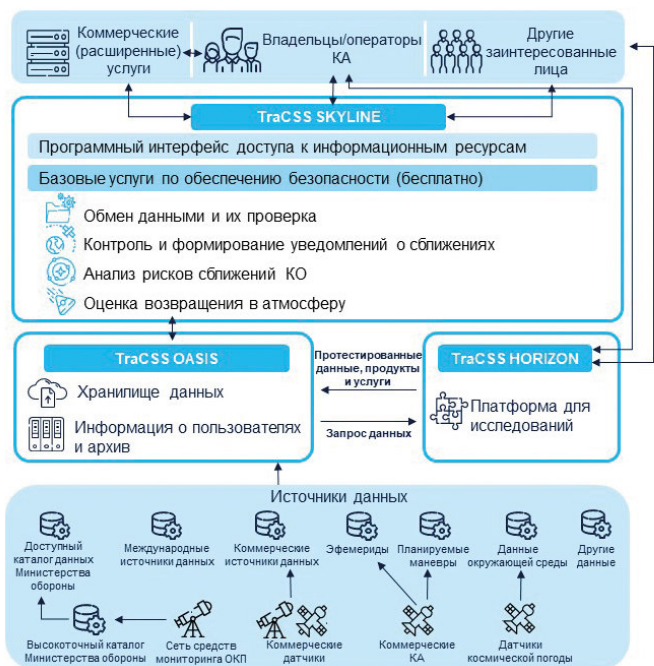 Коммерческие
(расширенные)
услуги
Владельцы/операторы
КА
Другие
заинтересованные
лица
TraCSS SKYLINE
Программный интерфейс доступа к информационным ресурсам
Базовые услуги по обеспечению безопасности (бесплатно)
Обмен данными и их проверка
Контроль и формирование уведомлений о сближениях
Анализ рисков сближений КО
Оценка возвращения в атмосферу
TraCSS OASIS
Хранилище данных
Информация о пользователях
и архив
Протестированные
данные, продукты
и услуги
Запрос данных
TraCSS HORIZON
Платформа для
исследований
Источники данных
Доступный
каталог данных
Министерства
обороны
Международные
источники данных
Коммерческие
источники данных
Эфемериды
Планируемые
маневры
Данные
окружающей среды
Другие
данные
Высокоточный каталог
Министерства обороны
Сеть средств
мониторинга ОКП
Коммерческие
датчики
Коммерческие
КА
Датчики
космической погоды